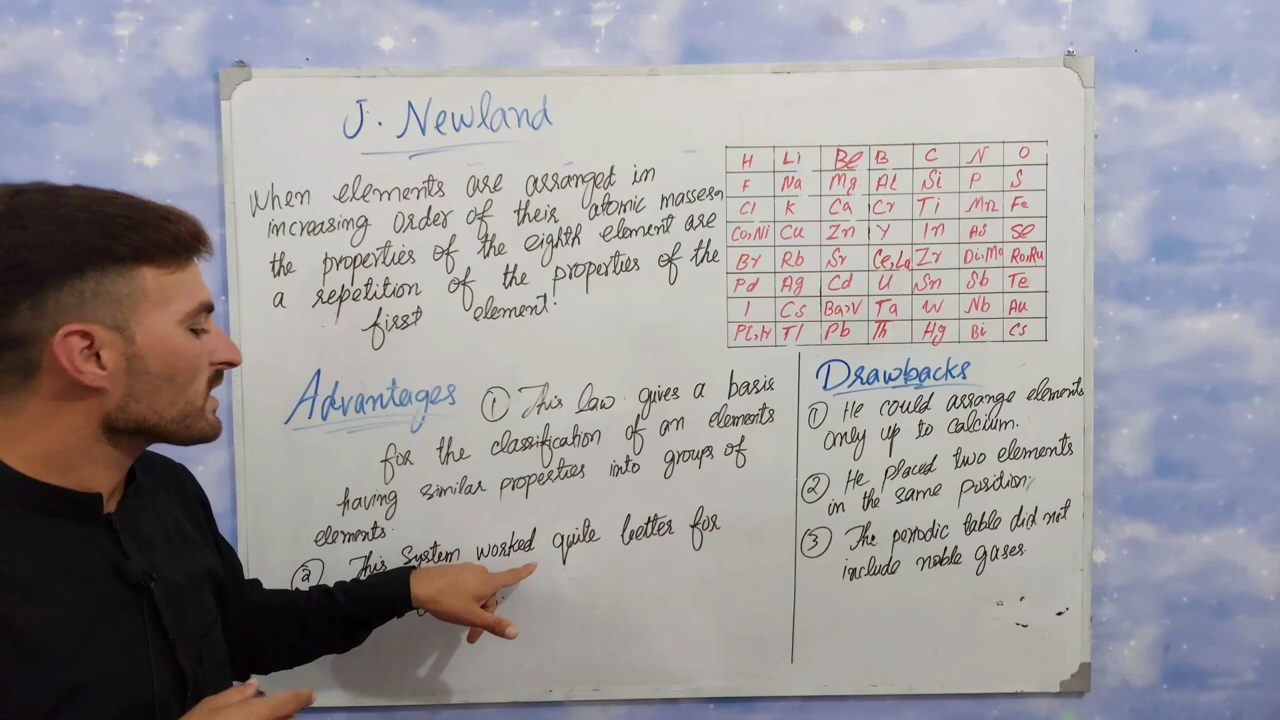 J. Newland
When elements are arranged in
increasing order of their atomic masses,
the properties of the eighth element are
a repetition of the properties of the
first element.
H Li Be B C N O
F Na Mg Al Si P S
Cl K Ca Cr Ti Mn Fe
Co,Ni Cu Zn Y In As Se
Br Rb Sr Ce,La Zr Di,Mo Ro,Ru
Pd Ag Cd U Sn Sb Te
I Cs Ba,V Ta W Nb Au
Tl Pb Th Hg Bi Cs
Advantages ① This law gives a basis
for the classification of an elements
having similar properties into groups of
elements.
② This system worked quite better for
Drawbacks
① He could arrange elements
only up to calcium.
② He placed two elements
in the same position,
③ The periodic table did not
include noble gases.